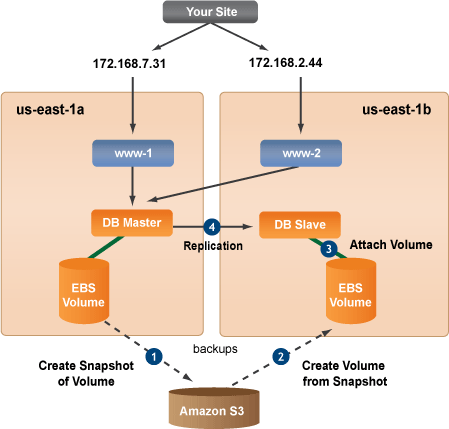 Your Site
172.168.7.31
172.168.2.44
us-east-1a
us-east-1b
www-1
www-2
DB Master
4
Replication
DB Slave
3
Attach Volume
EBS
Volume
EBS
Volume
1
backups
2
Create Snapshot
of Volume
Create Volume
from Snapshot
Amazon S3